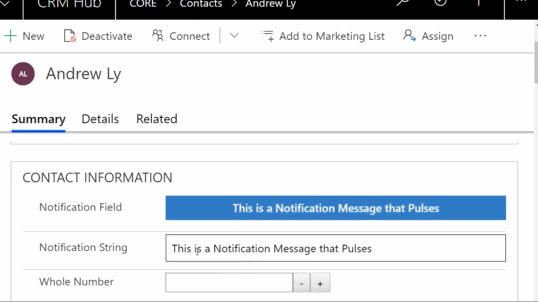 CRM Hub CORE > Contacts > Andrew Ly
+ New Deactivate Connect Add to Marketing List Assign ...
AL Andrew Ly
Summary Details Related
CONTACT INFORMATION
Notification Field This is a Notification Message that Pulses
Notification String This is a Notification Message that Pulses
Whole Number - +